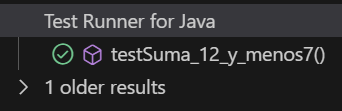 Test Runner for Java
testSuma_12_y_menos7()
1 older results